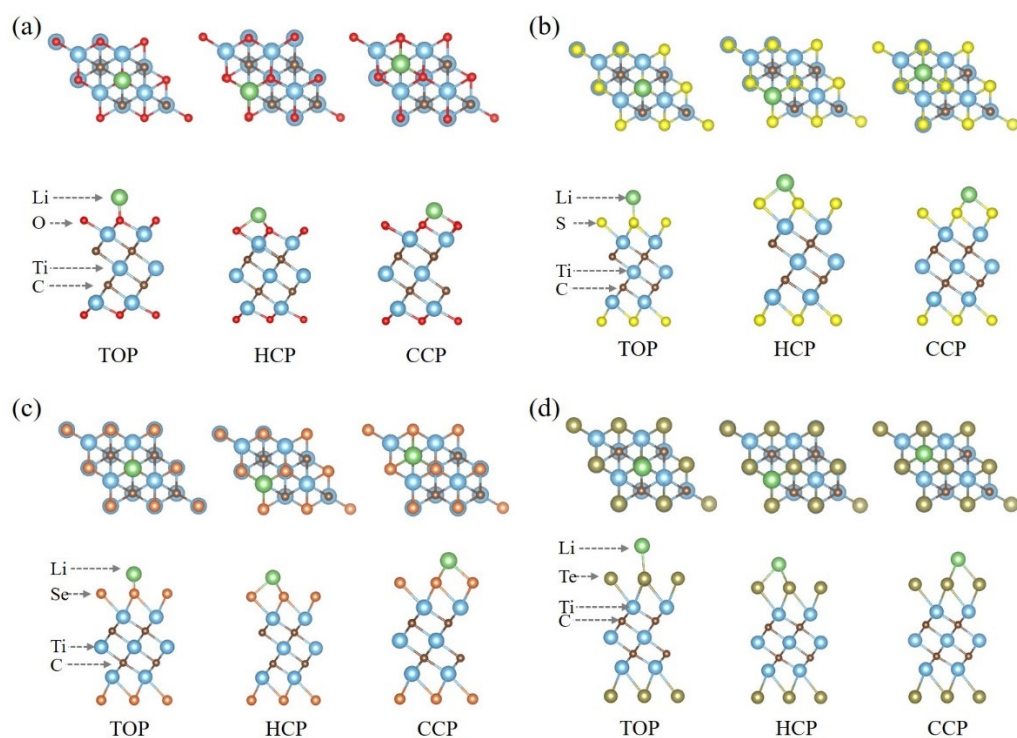 (a)
Li
O
Ti
C
TOP HCP CCP
(b)
Li
S
Ti
C
TOP HCP CCP
(c)
Li
Se
Ti
C
TOP HCP CCP
(d)
Li
Te
Ti
C
TOP HCP CCP